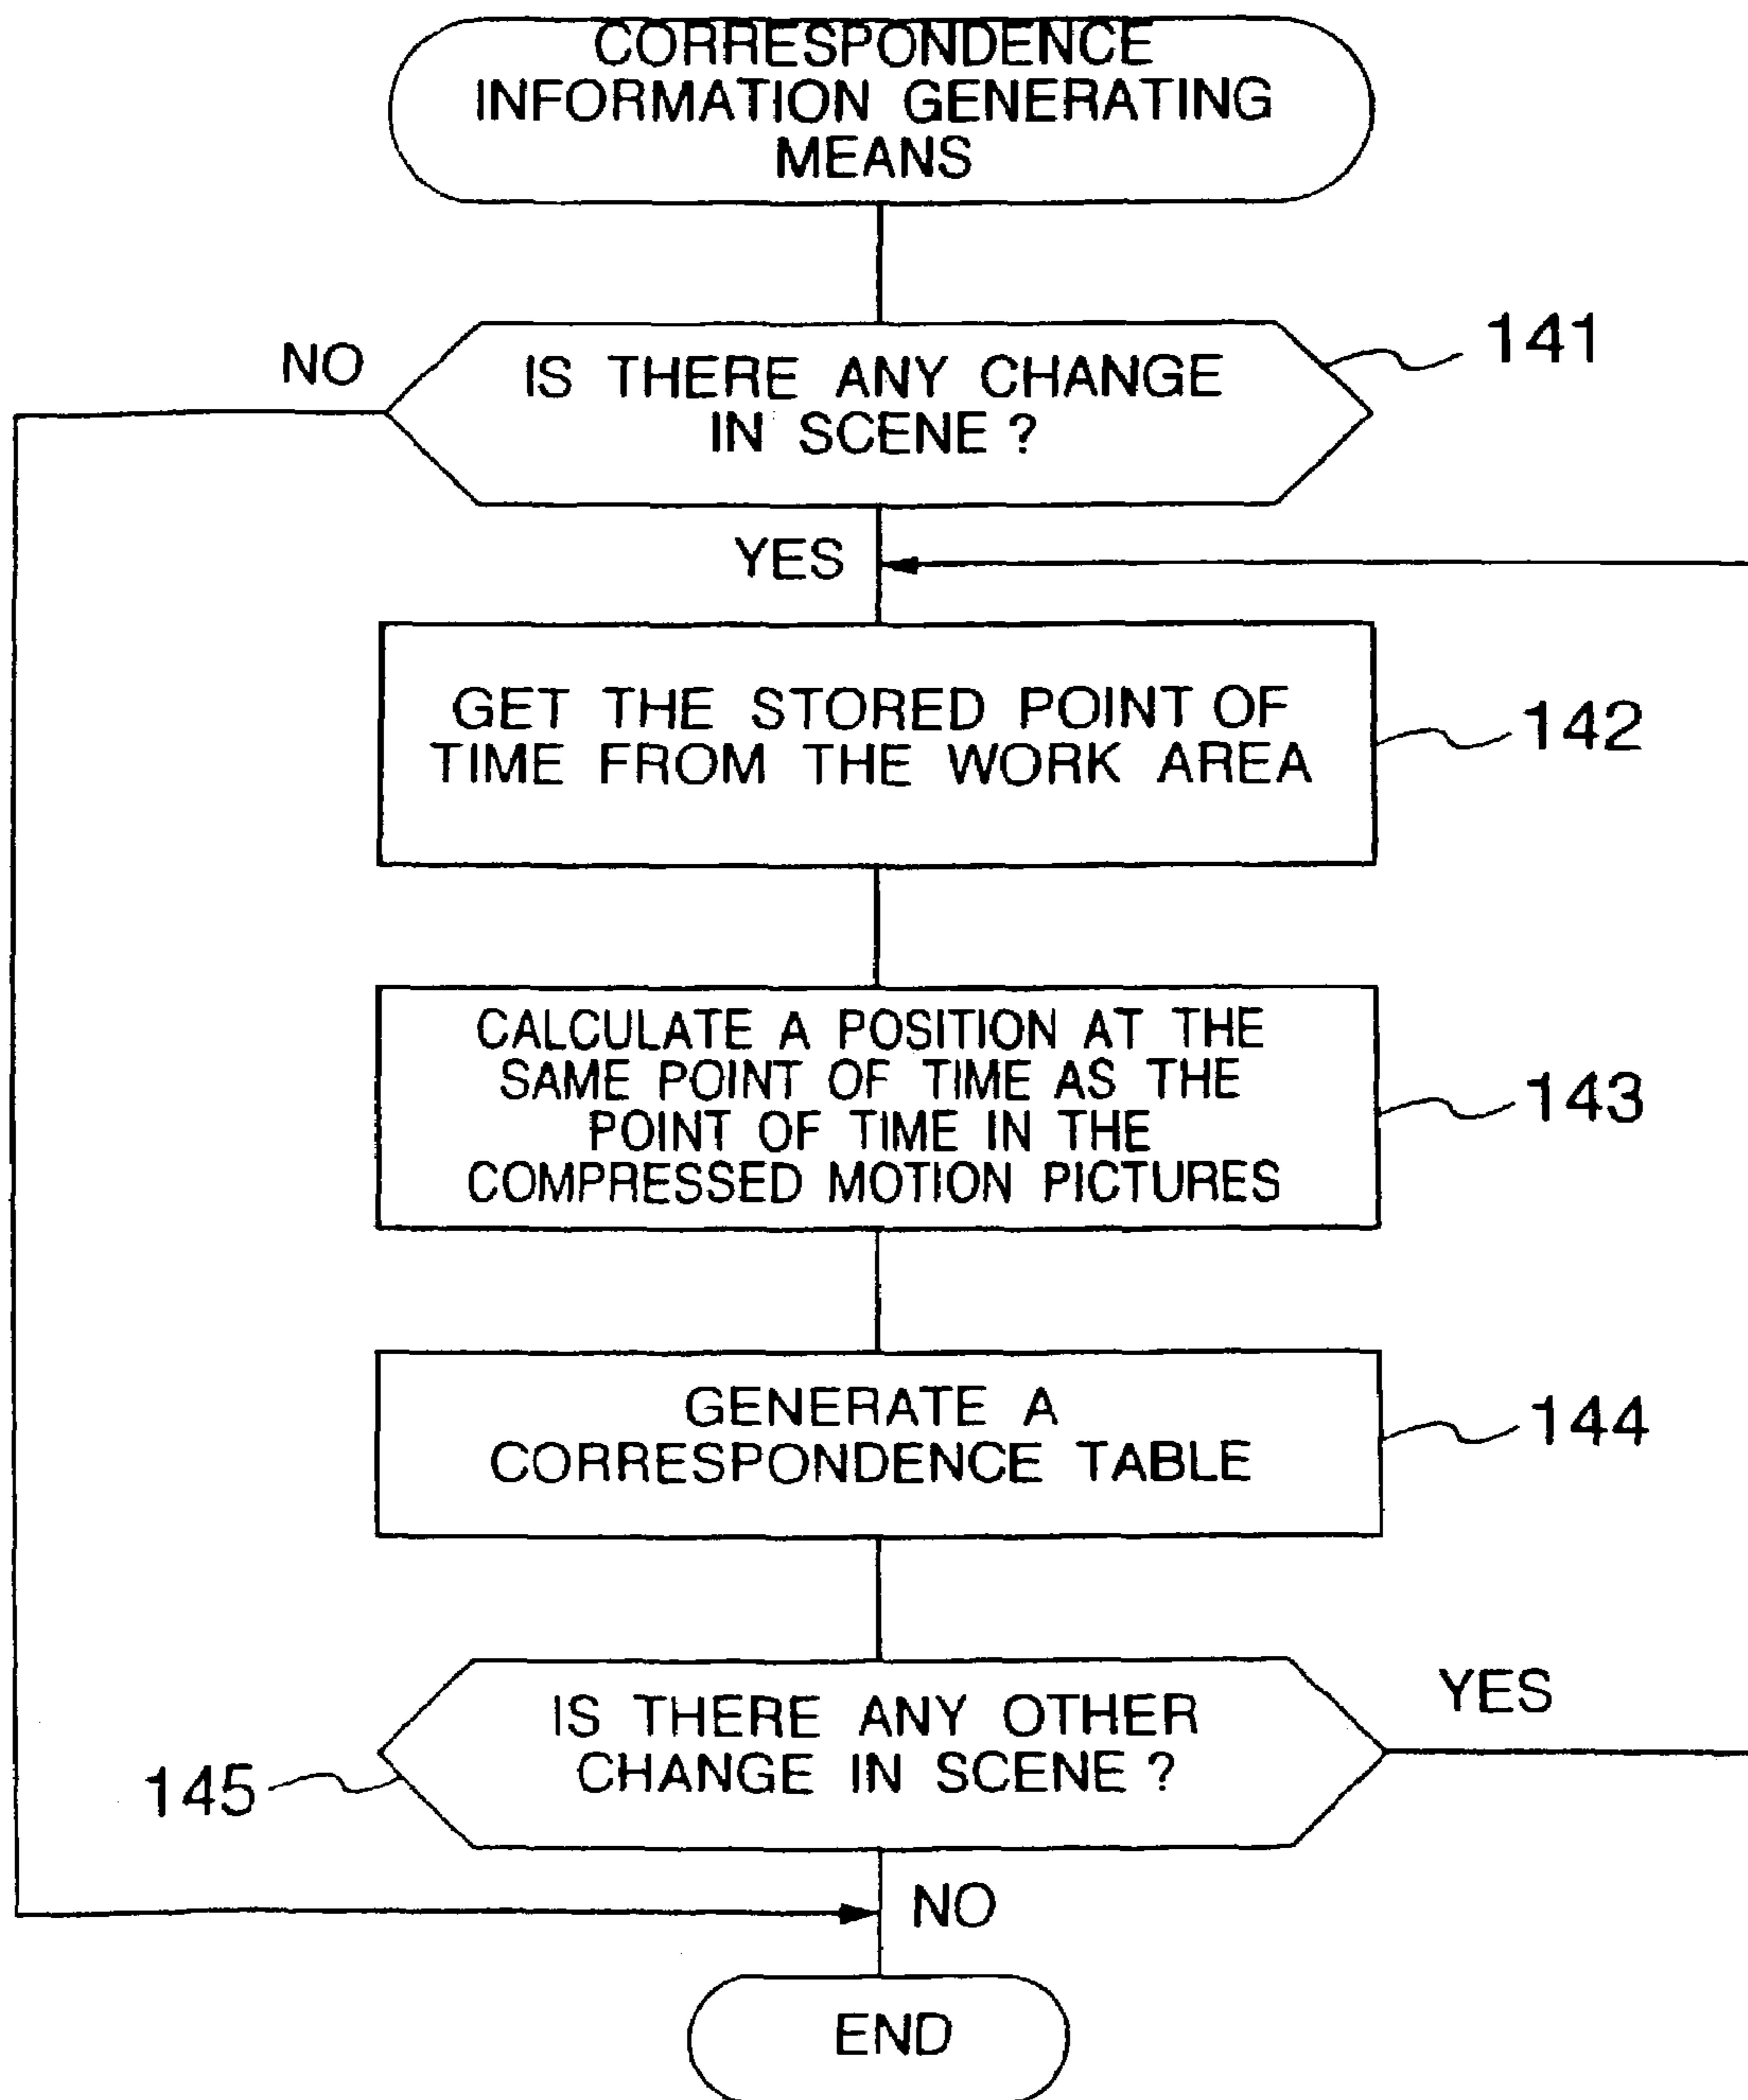 CORRESPONDENCE
INFORMATION GENERATING
MEANS
NO
IS THERE ANY CHANGE
IN SCENE ?
141
YES
GET THE STORED POINT OF
TIME FROM THE WORK AREA
142
CALCULATE A POSITION AT THE
SAME POINT OF TIME AS THE
POINT OF TIME IN THE
COMPRESSED MOTION PICTURES
143
GENERATE A
CORRESPONDENCE TABLE
144
IS THERE ANY OTHER
CHANGE IN SCENE ?
YES
145
NO
END